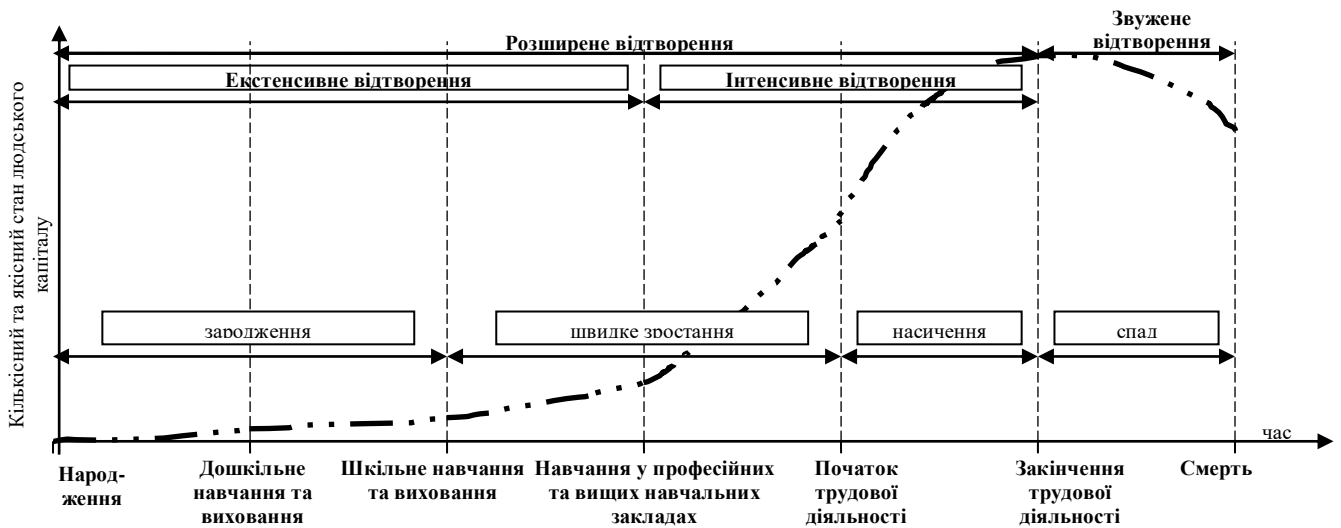 Звужене
відтворення
Розширене відтворення
Екстенсивне відтворення
Інтенсивне відтворення
Кількісний та якісний стан людського
капіталу
зародження
швидке зростання
насичення
спад
час
Народ-
ження
Дошкільне
навчання та
виховання
Шкільне навчання
та виховання
Навчання у професійних
та вищих навчальних
закладах
Початок
трудової
діяльності
Закінчення
трудової
діяльності
Смерть